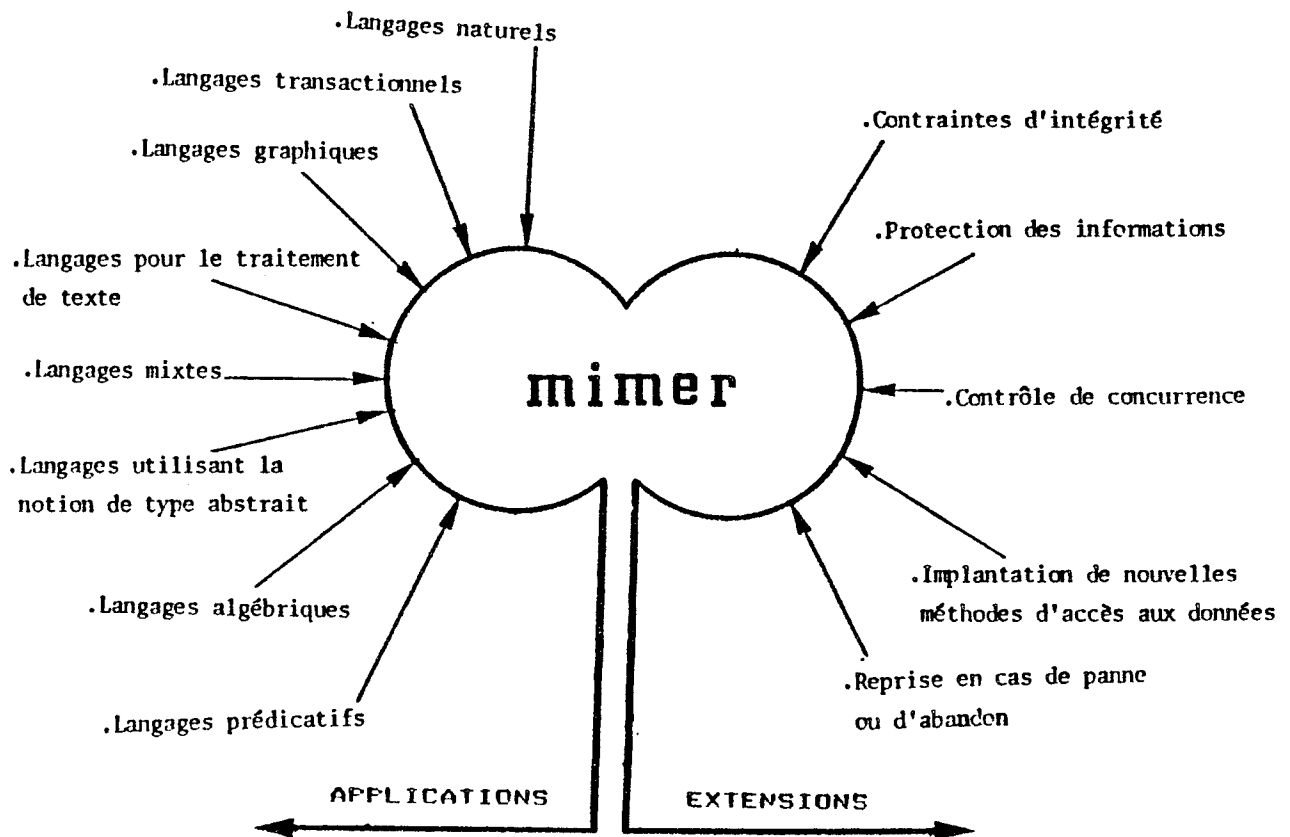 .Langages naturels
.Langages transactionnels
.Langages graphiques
.Langages pour le traitement
de texte
.Langages mixtes
.Langages utilisant la
notion de type abstrait
.Langages algébriques
.Langages prédicatifs
mimer
.Contraintes d'intégrité
.Protection des informations
.Contrôle de concurrence
.Implantation de nouvelles
méthodes d'accès aux données
.Reprise en cas de panne
ou d'abandon
APPLICATIONS
EXTENSIONS